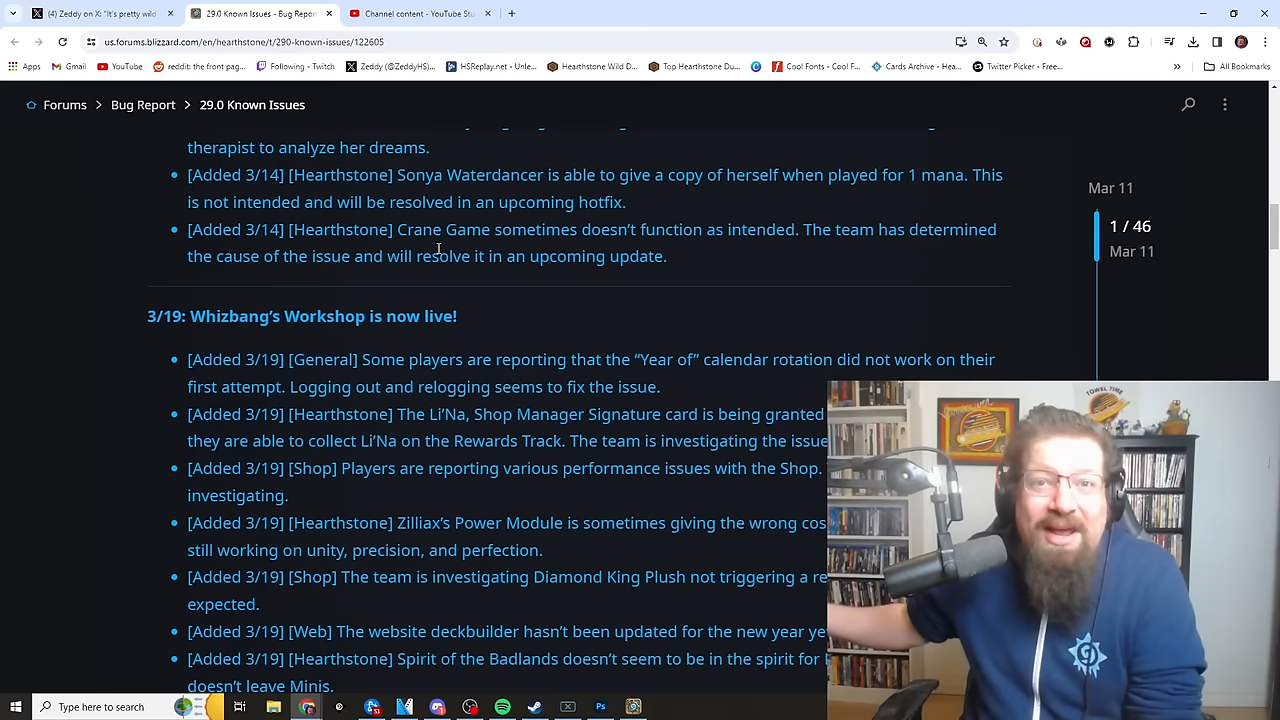 (4) Zeddy on X: "It's pretty wild
29.0 Known Issues - Bug Repor
Channel content - YouTube Stu
us.forums.blizzard.com/en/hearthstone/t/290-known-issues/122605
Apps
Gmail
YouTube
reddit: the front pag...
Following - Twitch
Zeddy (@ZeddyHS)...
HSReplay.net - Unle...
Hearthstone Wild D...
Top Hearthstone Du...
Cool Fonts - Cool F...
Cards Archive - Hea...
Twitter Picker - Free...
»
All Bookmarks
Forums > Bug Report > 29.0 Known Issues
therapist to analyze her dreams.
[Added 3/14] [Hearthstone] Sonya Waterdancer is able to give a copy of herself when played for 1 mana. This
is not intended and will be resolved in an upcoming hotfix.
[Added 3/14] [Hearthstone] Crane Game sometimes doesn't function as intended. The team has determined
the cause of the issue and will resolve it in an upcoming update.
Mar 11
1 / 46
Mar 11
3/19: Whizbang's Workshop is now live!
[Added 3/19] [General] Some players are reporting that the “Year of” calendar rotation did not work on their
first attempt. Logging out and relogging seems to fix the issue.
[Added 3/19] [Hearthstone] The Li'Na, Shop Manager Signature card is being granted
they are able to collect Li'Na on the Rewards Track. The team is investigating the issue
[Added 3/19] [Shop] Players are reporting various performance issues with the Shop.
investigating.
[Added 3/19] [Hearthstone] Zilliax's Power Module is sometimes giving the wrong cos
still working on unity, precision, and perfection.
[Added 3/19] [Shop] The team is investigating Diamond King Plush not triggering a re
expected.
[Added 3/19] [Web] The website deckbuilder hasn't been updated for the new year ye
[Added 3/19] [Hearthstone] Spirit of the Badlands doesn't seem to be in the spirit for
doesn't leave Minis.
TOWEL TIME
Type here to search